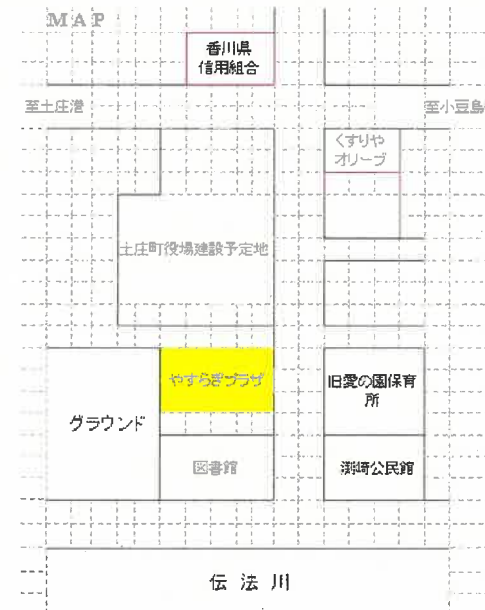 MAP
香川県
信用組合
至土庄港
至小豆島
くすりや
オリーブ
土庄町役場建設予定地
やすらぎプラザ
旧愛の園保育
所
グラウンド
図書館
渕崎公民館
伝法川